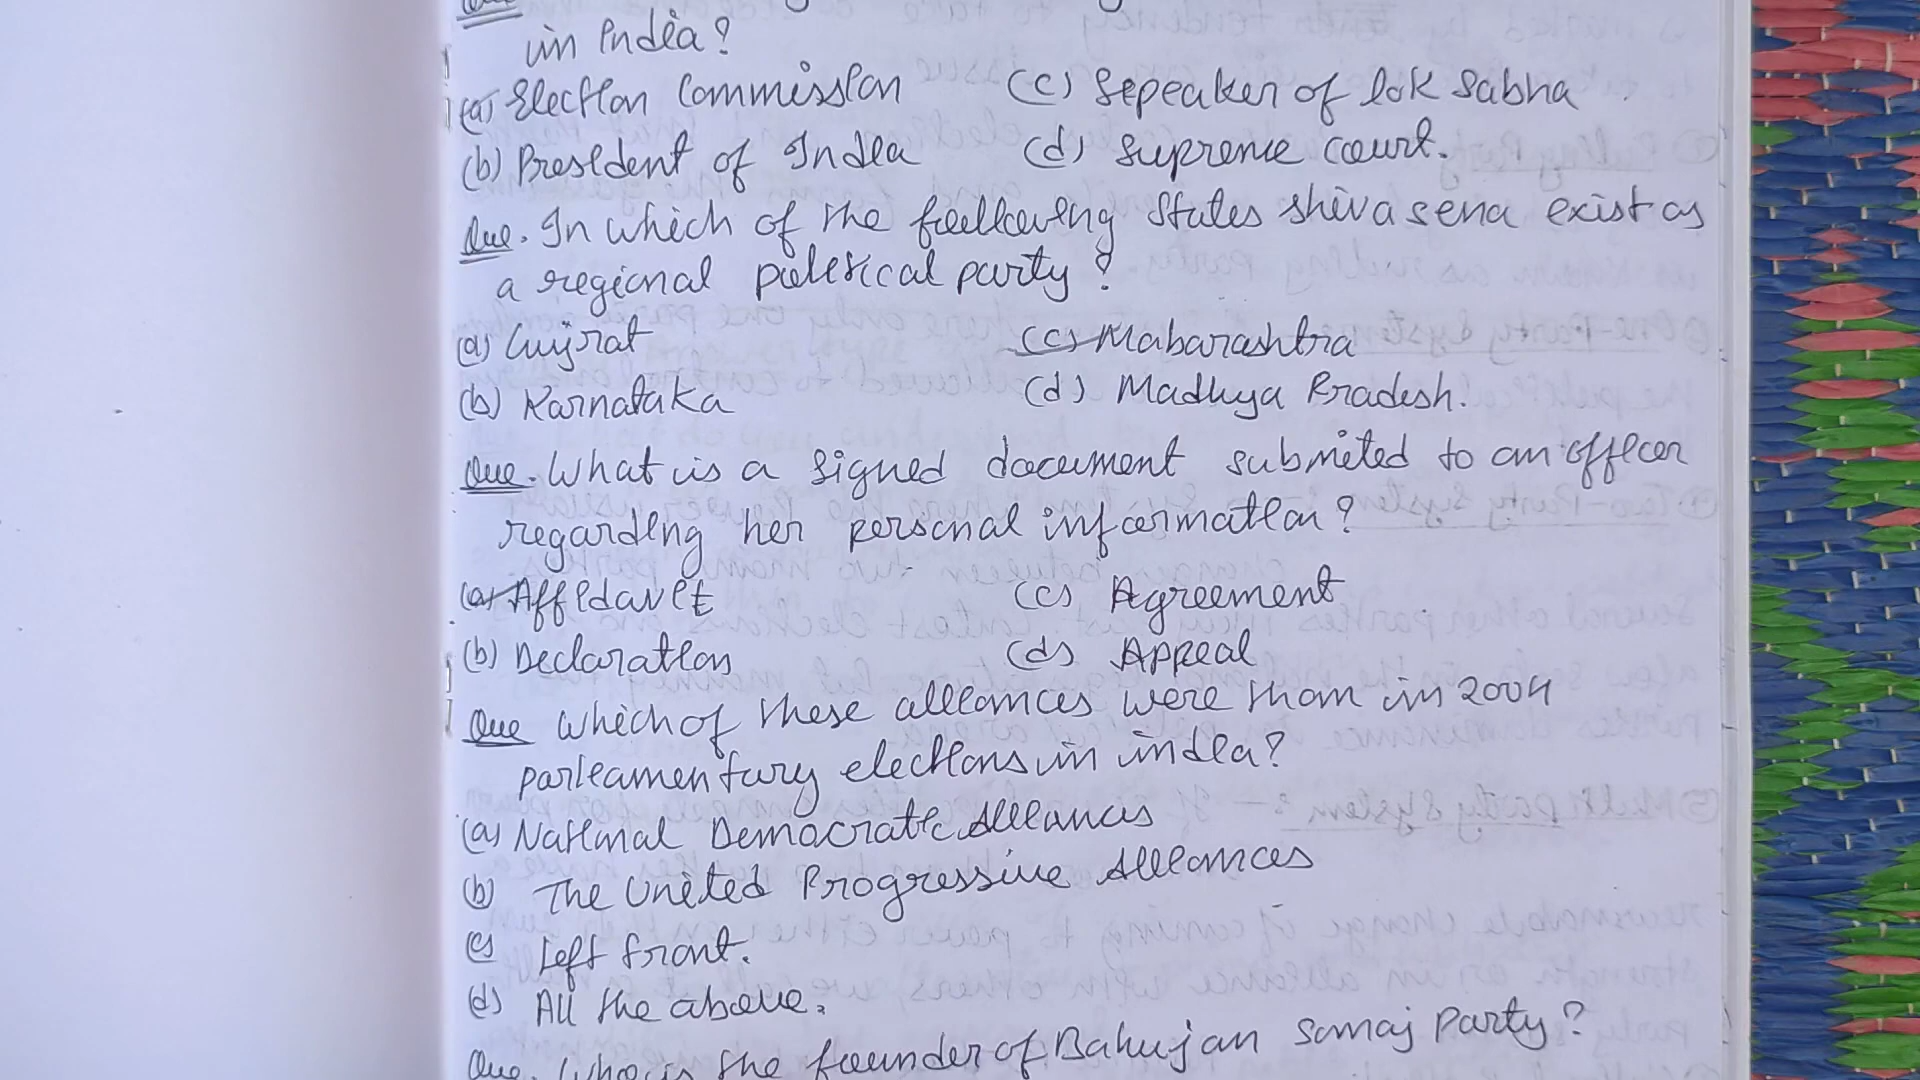 in India?
(a) Election Commission (c) Sepeaker of lok Sabha
(b) President of India (d) Supreme court.
Que. In which of the following States shiva sena exist as
a regional political party?
(a) Gujrat (c) Maharashtra
(b) Karnataka (d) Madhya Pradesh.
Que. What is a signed document submited to an officer
regarding her personal information?
(a) Affidavit (c) Agreement
(b) Declaration (d) Appeal
Que Which of these alliances were tham in 2004
parliamentary elections in india?
(a) National Democratic Alliances
(b) The United Progressive Alliances
(c) Left front.
(d) All the above.
Que. Who is the founder of Bahujan Samaj Party?